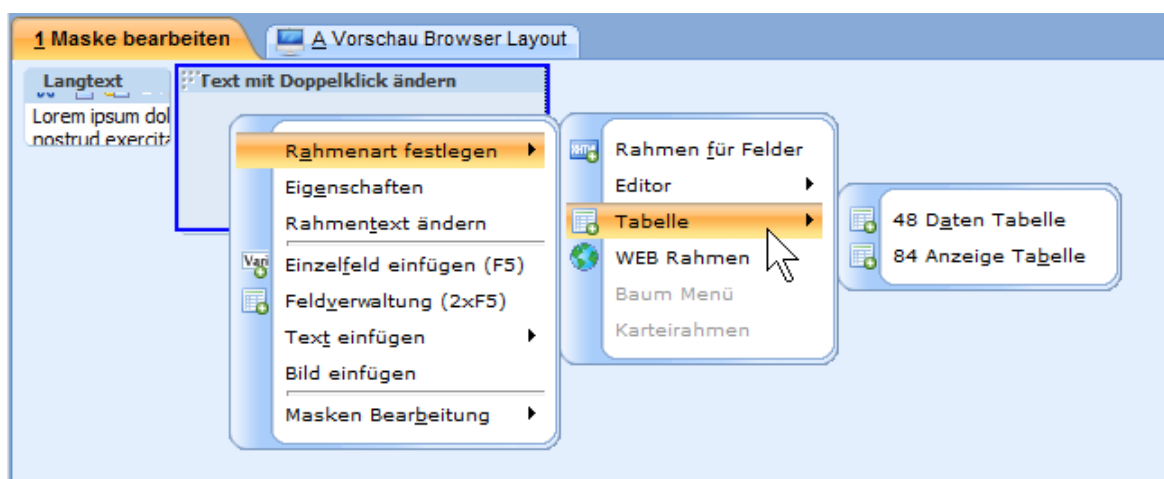 1 Maske bearbeiten
A Vorschau Browser Layout
Langtext
Text mit Doppelklick ändern
Lorem ipsum dol
nostrud exercita
Rahmenart festlegen
Eigenschaften
Rahmentext ändern
Einzelfeld einfügen (F5)
Feldverwaltung (2xF5)
Text einfügen
Bild einfügen
Masken Bearbeitung
Rahmen für Felder
Editor
Tabelle
WEB Rahmen
Baum Menü
Karteirahmen
48 Daten Tabelle
84 Anzeige Tabelle